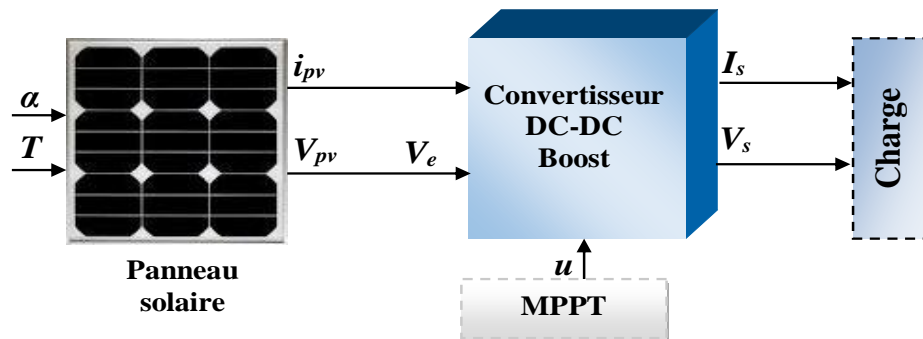 α
T
Panneau
solaire
i_pv
V_pv
V_e
Convertisseur
DC-DC
Boost
u
MPPT
I_s
V_s
Charge